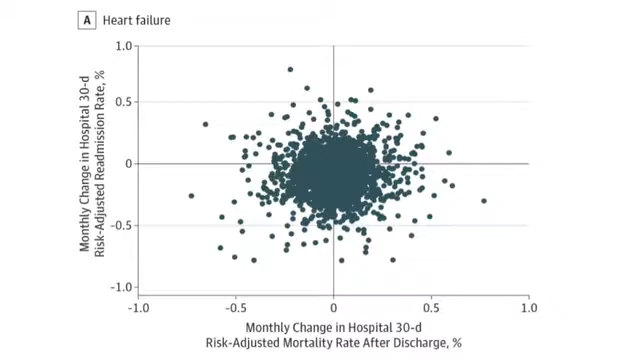 A Heart failure
Monthly Change in Hospital 30-d
Risk-Adjusted Readmission Rate, %
1.0
0.5
0
-0.5
-1.0
-1.0 -0.5 0 0.5 1.0
Monthly Change in Hospital 30-d
Risk-Adjusted Mortality Rate After Discharge, %